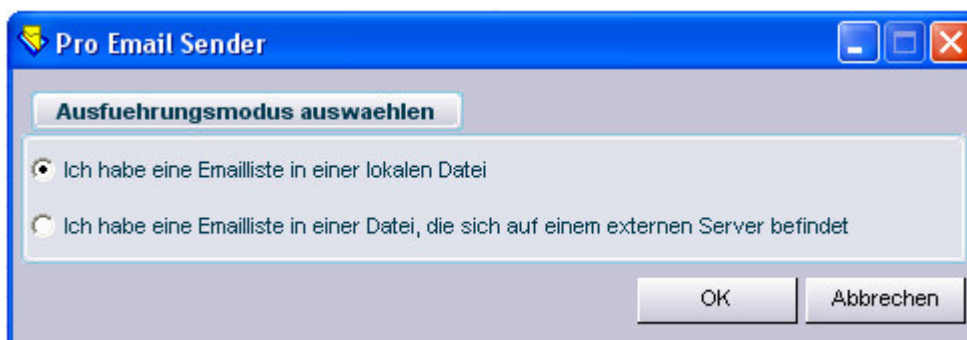 Pro Email Sender
Ausfuehrungsmodus auswaehlen
Ich habe eine Emailliste in einer lokalen Datei
Ich habe eine Emailliste in einer Datei, die sich auf einem externen Server befindet
OK
Abbrechen